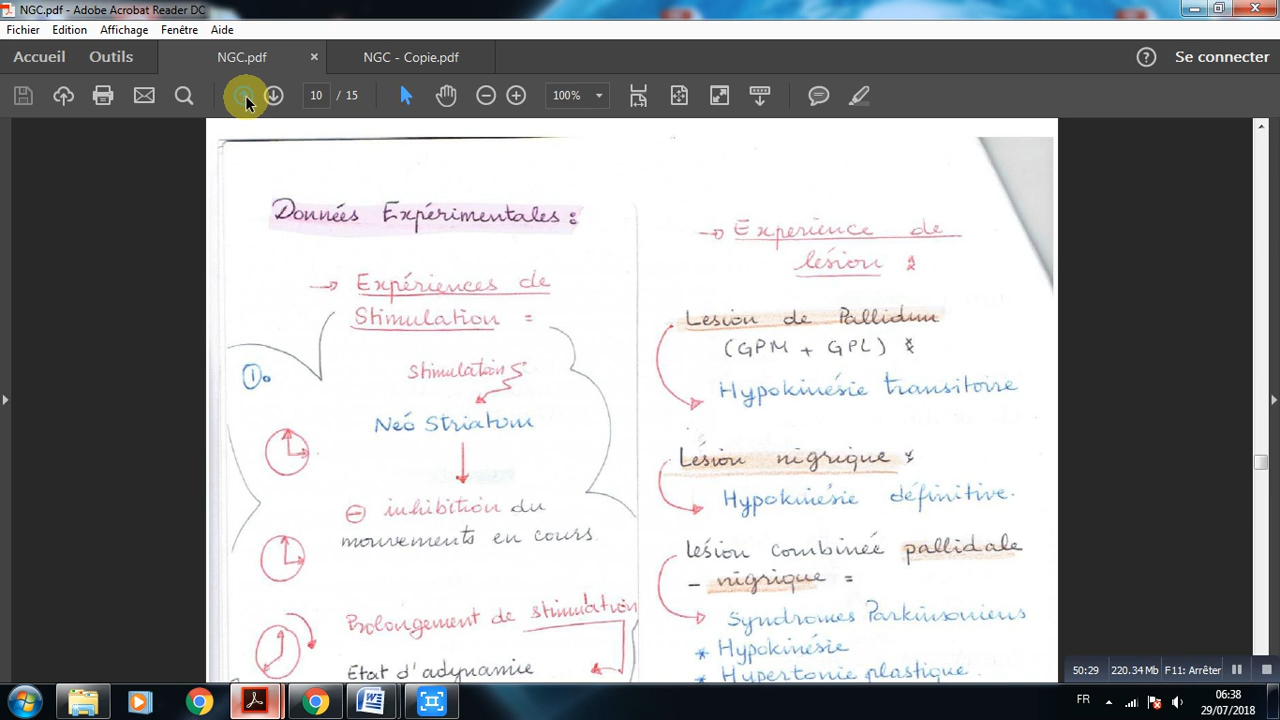 NGC.pdf - Adobe Acrobat Reader DC
Fichier Edition Affichage Fenêtre Aide
Accueil Outils NGC.pdf × NGC - Copie.pdf ? Se connecter
10 / 15 100%
Données Expérimentales :
→ Expériences de
Stimulation =
1.
Stimulation
Neó Striatum
⊖ inhibition du
mouvements en cours.
Prolongement de stimulation
Etat d'adynamie
→ Experience de
lésion :
Lesion de Pallidum
(GPM + GPL) *
Hypokinésie transitoire
Lésion nigrique *
Hypokinésie définitive.
Lésion combinée pallidale
- nigrique =
Syndromes Parkinsoniens
* Hypokinésie
* Hypertonie plastique.
50:29 220.34 Mb F11: Arrêter
FR 06:38
29/07/2018